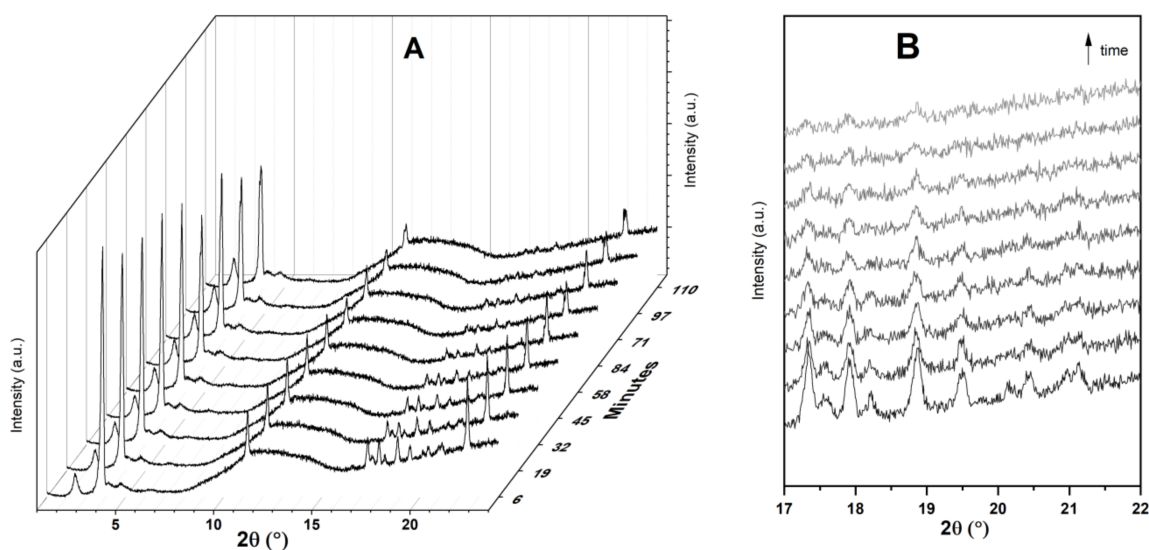 A
Intensity (a.u.)
Intensity (a.u.)
110
97
71
84
58
45
32
19
6
Minutes
5
10
15
20
2θ (°)
B
time
Intensity (a.u.)
17
18
19
20
21
22
2θ (°)